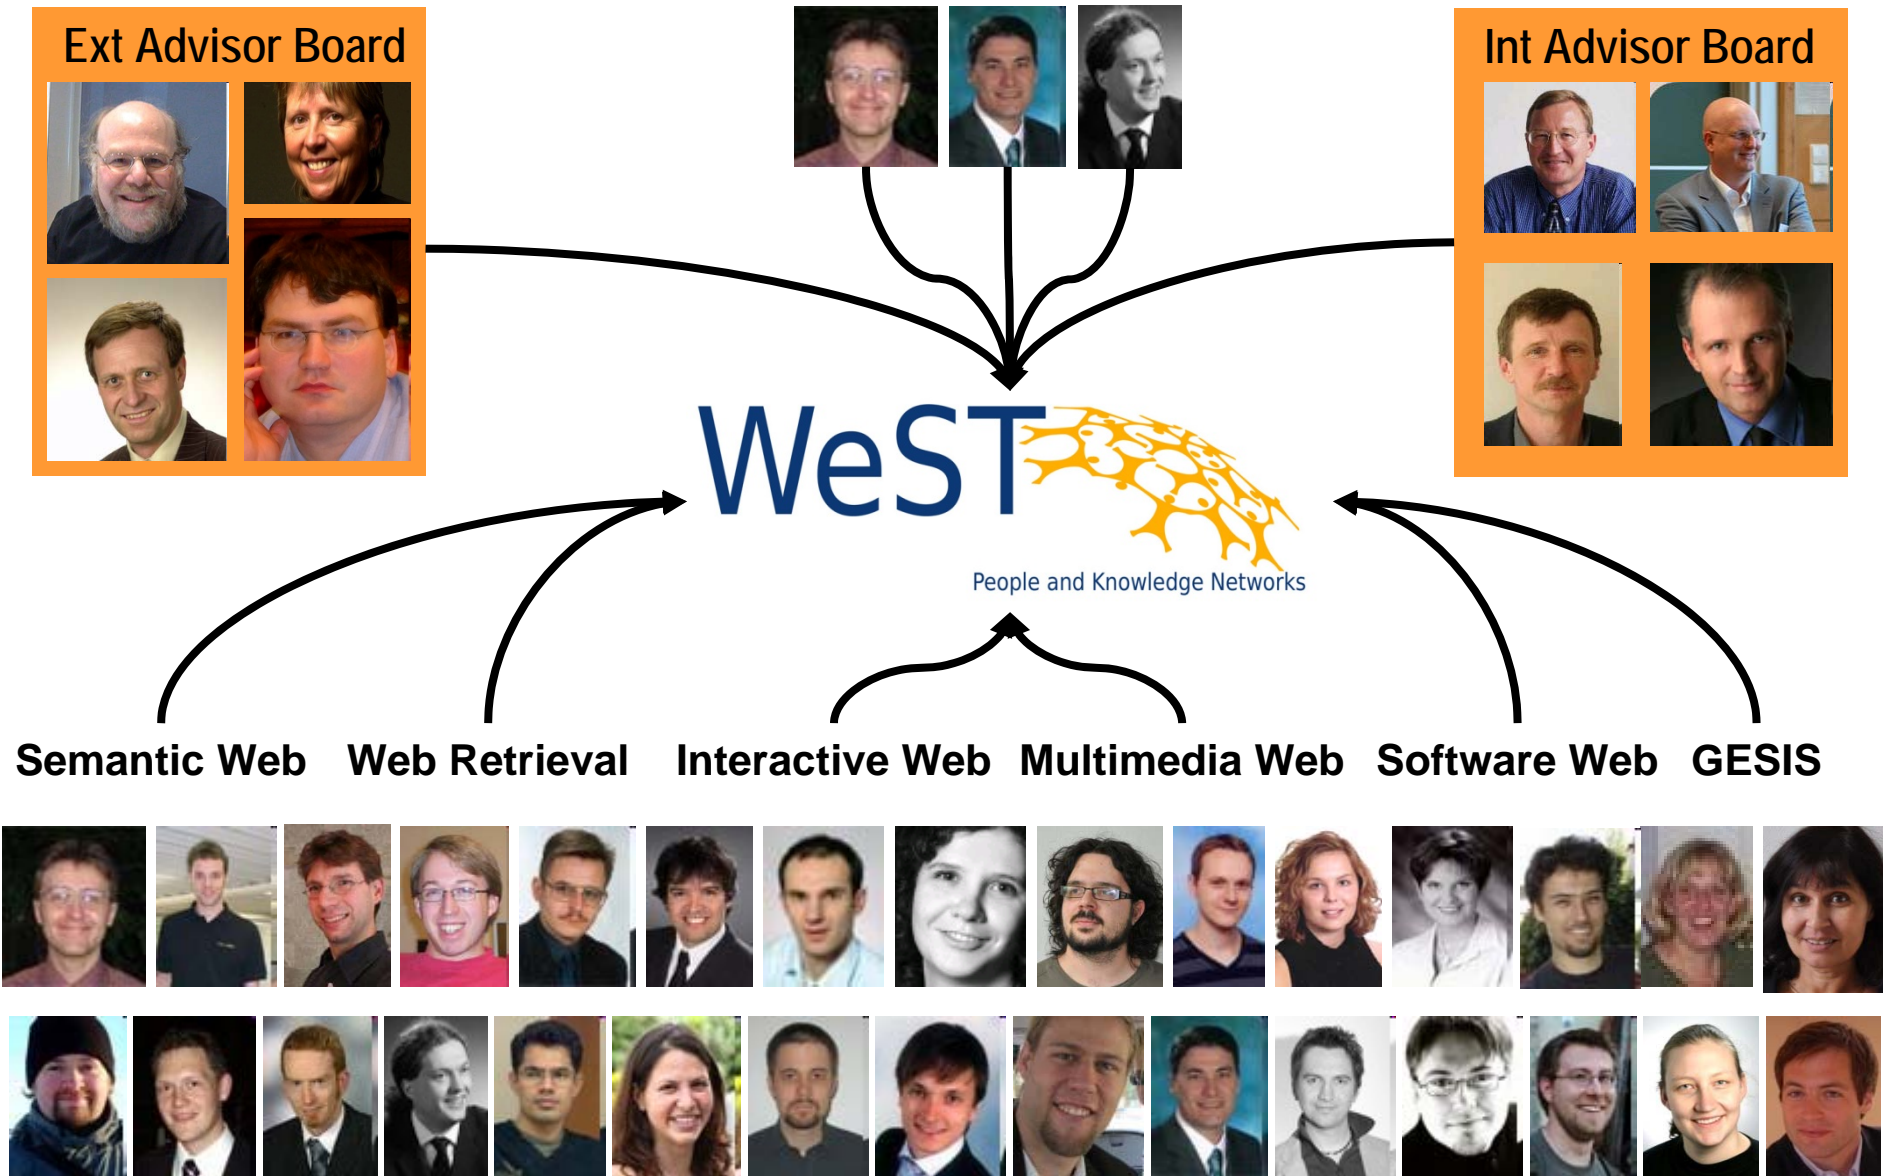 Ext Advisor Board
Int Advisor Board
WeST
People and Knowledge Networks
Semantic Web
Web Retrieval
Interactive Web
Multimedia Web
Software Web
GESIS